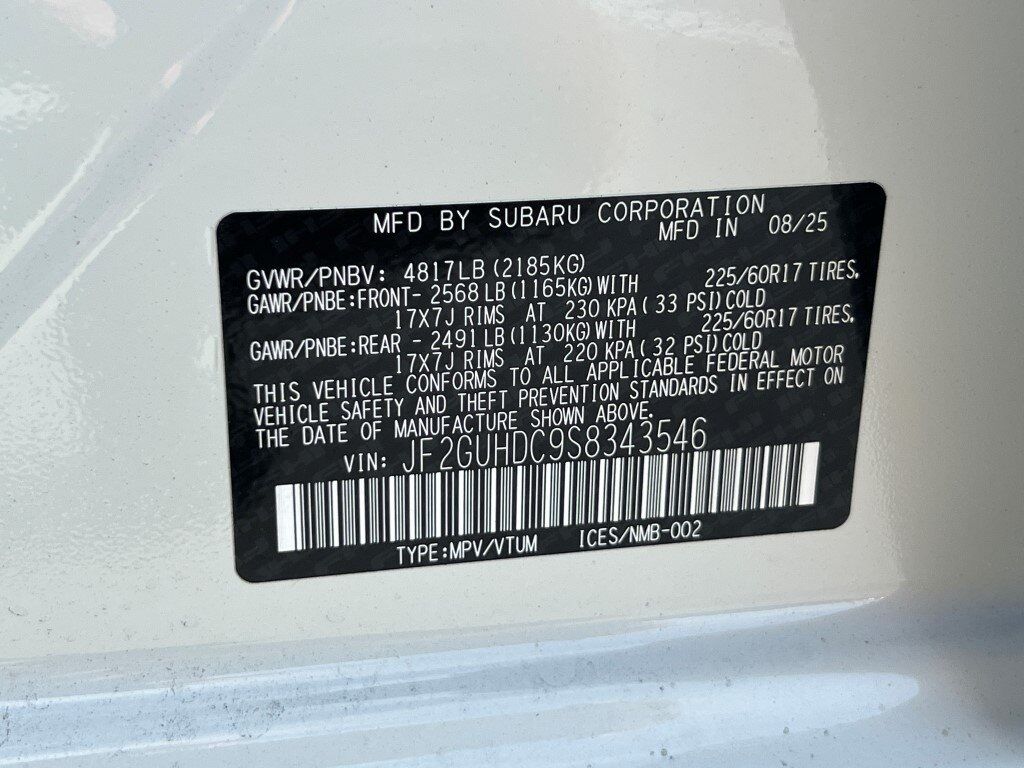 MFD BY SUBARU CORPORATION
MFD IN 08/25
GVWR/PNBV: 4817LB (2185KG)
GAWR/PNBE:FRONT- 2568 LB (1165KG) WITH 225/60R17 TIRES,
17X7J RIMS AT 230 KPA ( 33 PSI) COLD
GAWR/PNBE:REAR - 2491 LB (1130KG) WITH 225/60R17 TIRES.
17X7J RIMS AT 220 KPA ( 32 PSI) COLD
THIS VEHICLE CONFORMS TO ALL APPLICABLE FEDERAL MOTOR
VEHICLE SAFETY AND THEFT PREVENTION STANDARDS IN EFFECT ON
THE DATE OF MANUFACTURE SHOWN ABOVE.
VIN: JF2GUHDC9S8343546
TYPE:MPV/VTUM ICES/NMB-002